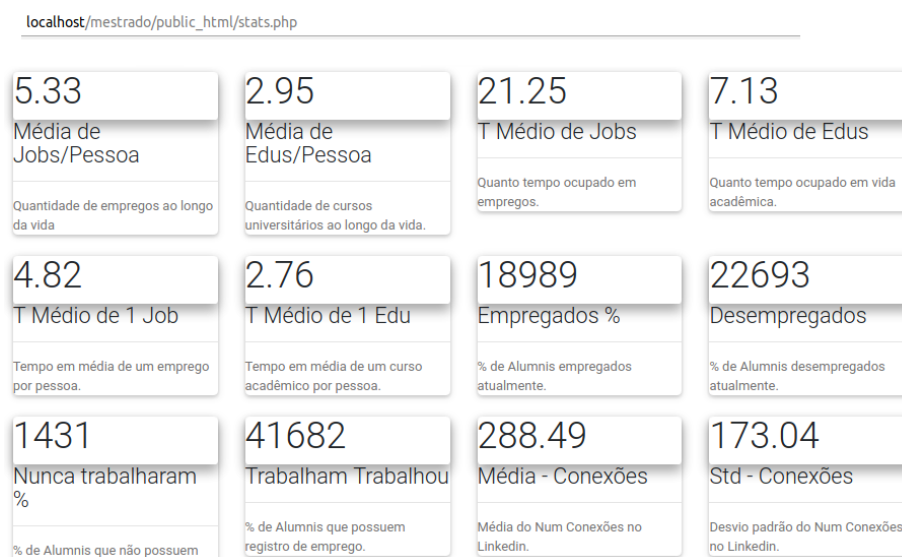 localhost/mestrado/public_html/stats.php
5.33
Média de
Jobs/Pessoa
Quantidade de empregos ao longo
da vida
2.95
Média de
Edus/Pessoa
Quantidade de cursos
universitários ao longo da vida.
21.25
T Médio de Jobs
Quanto tempo ocupado em
empregos.
7.13
T Médio de Edus
Quanto tempo ocupado em vida
acadêmica.
4.82
T Médio de 1 Job
Tempo em média de um emprego
por pessoa.
2.76
T Médio de 1 Edu
Tempo em média de um curso
acadêmico por pessoa.
18989
Empregados %
% de Alumnis empregados
atualmente.
22693
Desempregados
% de Alumnis desempregados
atualmente.
1431
Nunca trabalharam
%
% de Alumnis que não possuem
41682
Trabalham Trabalhou
% de Alumnis que possuem
registro de emprego.
288.49
Média - Conexões
Média do Num Conexões no
Linkedin.
173.04
Std - Conexões
Desvio padrão do Num Conexões
no Linkedin.